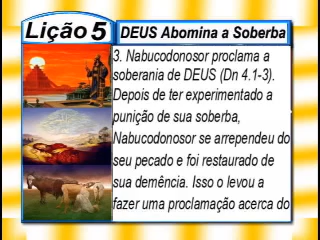 Lição 5
DEUS Abomina a Soberba
3. Nabucodonosor proclama a
soberania de DEUS (Dn 4.1-3).
Depois de ter experimentado a
punição de sua soberba,
Nabucodonosor se arrependeu do
seu pecado e foi restaurado de
sua demência. Isso o levou a
fazer uma proclamação acerca do